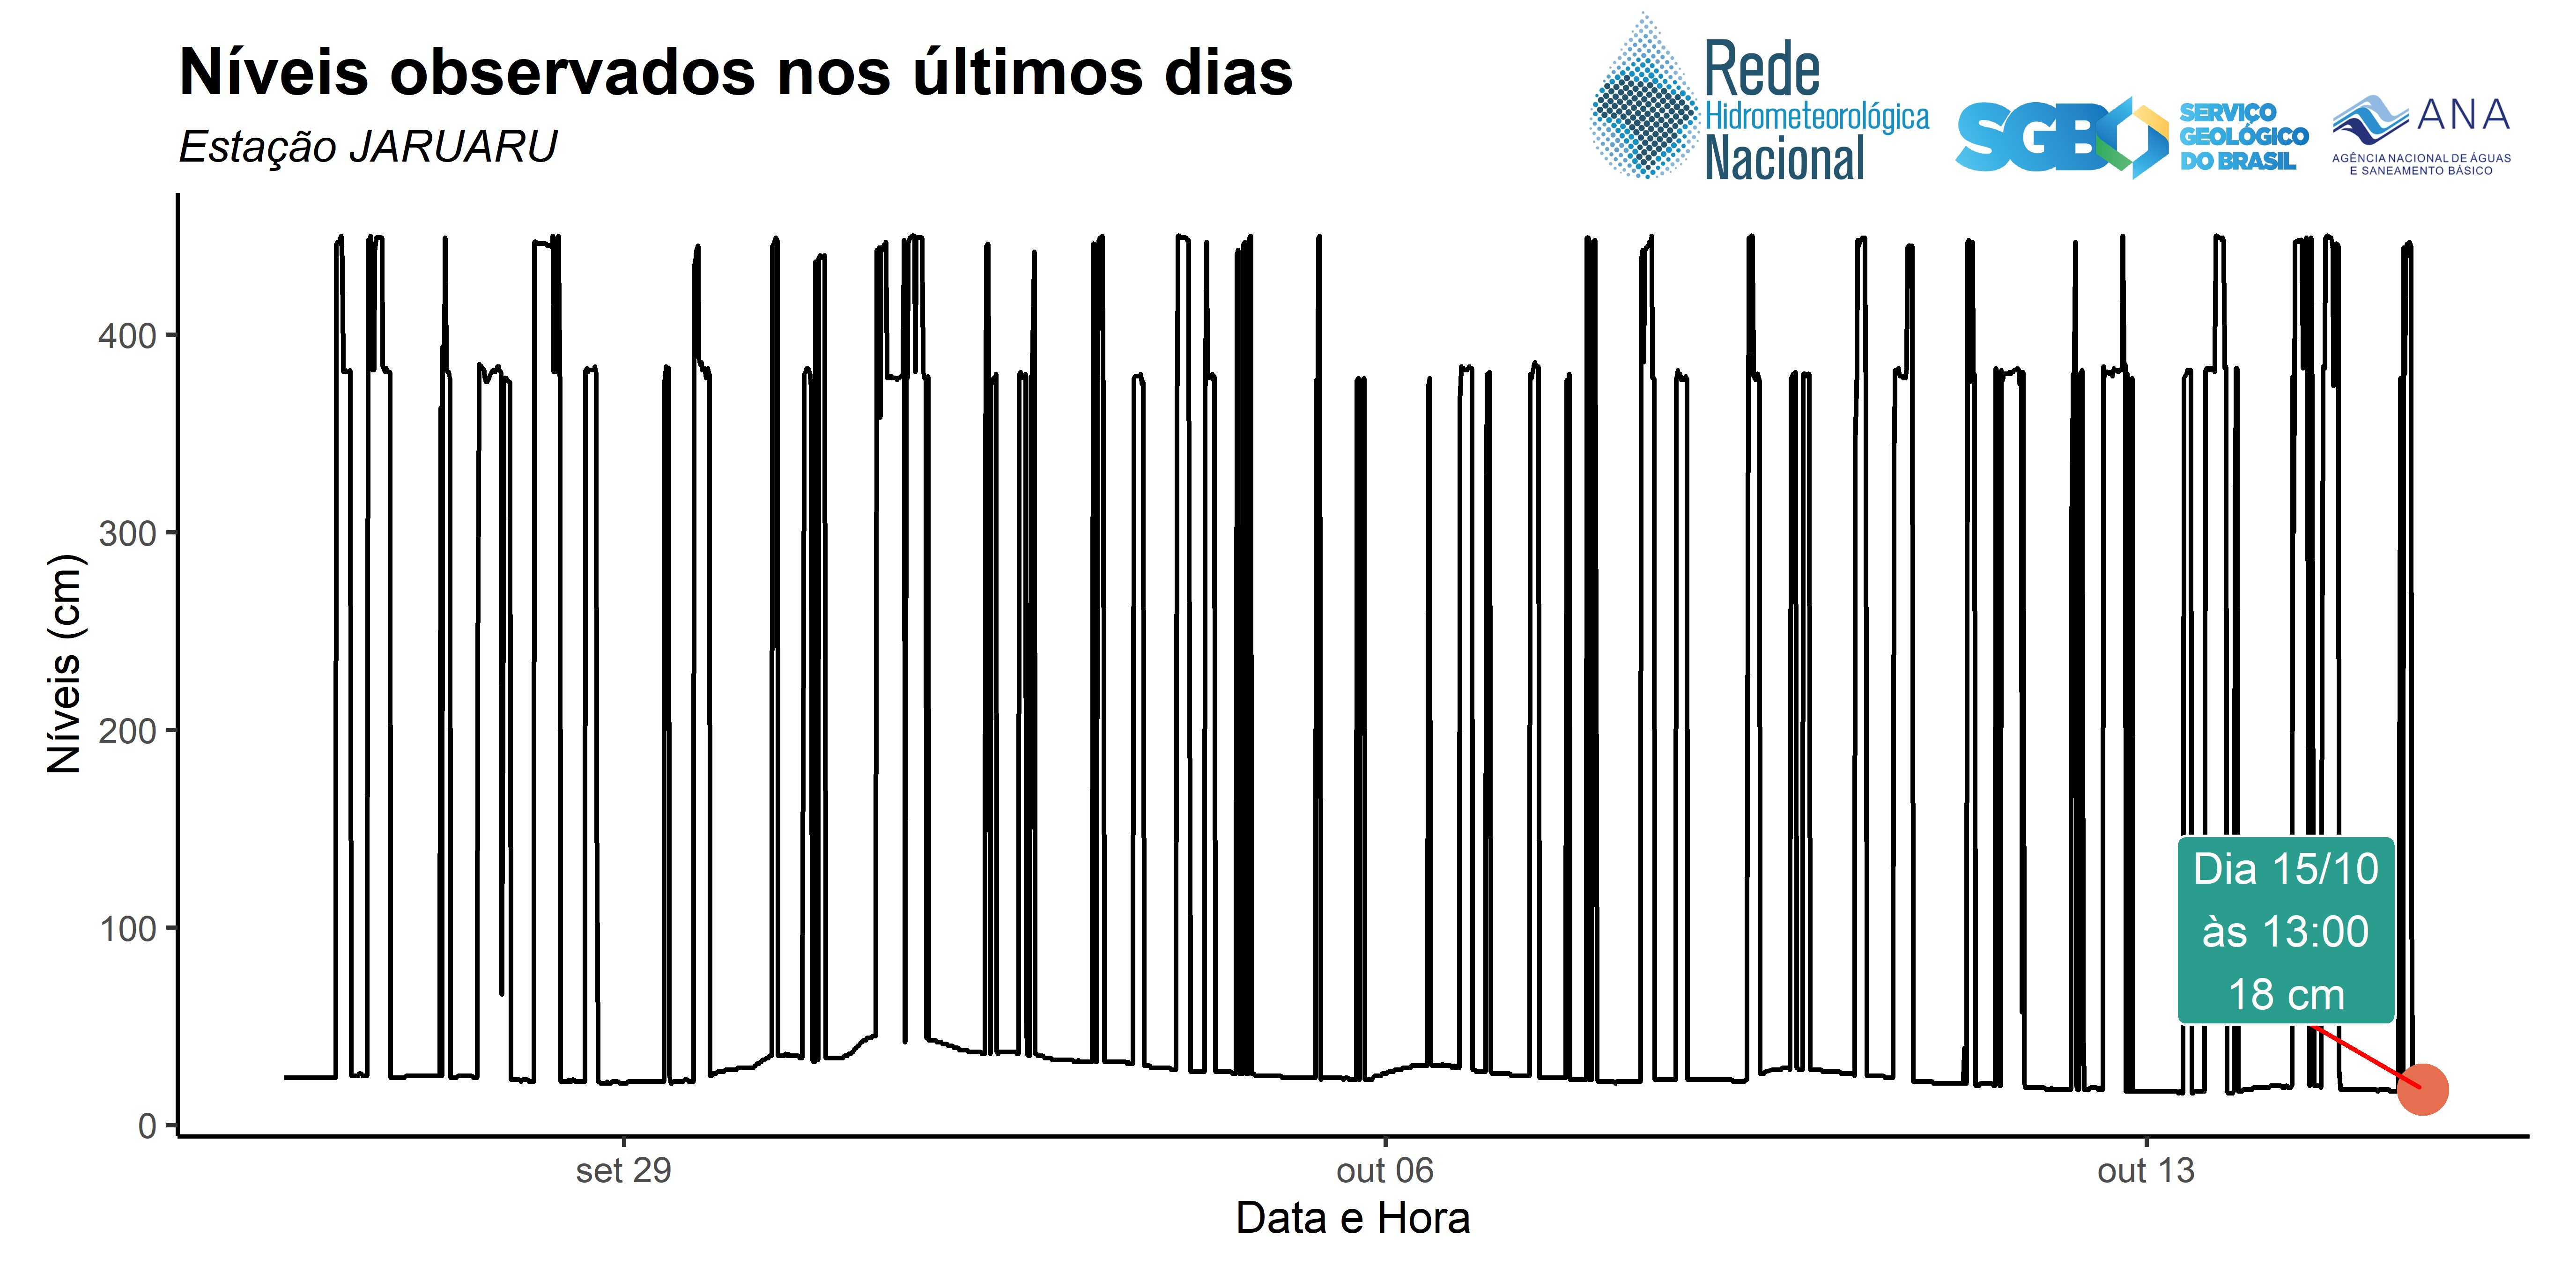 Níveis observados nos últimos dias
Estação JARUARU
Rede
Hidrometeorológica
Nacional
SGB
SERVIÇO
GEOLÓGICO
DO BRASIL
ANA
AGÊNCIA NACIONAL DE ÁGUAS
E SANEAMENTO BÁSICO
Níveis (cm)
400
300
200
100
0
Dia 15/10
às 13:00
18 cm
set 29
out 06
out 13
Data e Hora